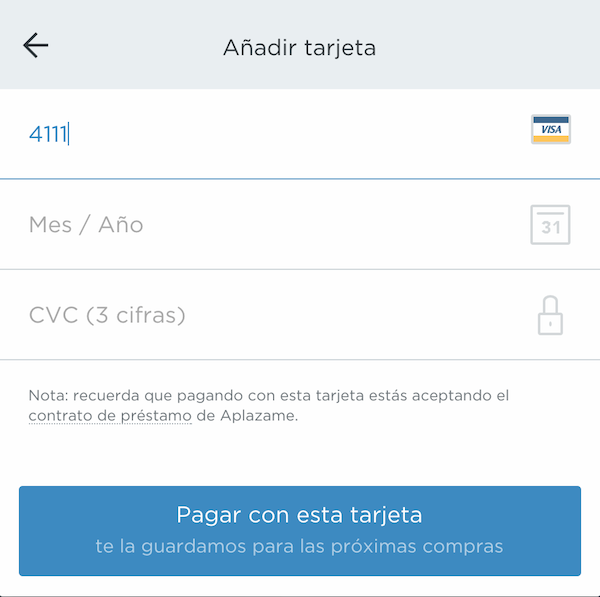 Añadir tarjeta
4111
VISA
Mes / Año
31
CVC (3 cifras)
Nota: recuerda que pagando con esta tarjeta estás aceptando el
contrato de préstamo de Aplazame.
Pagar con esta tarjeta
te la guardamos para las próximas compras